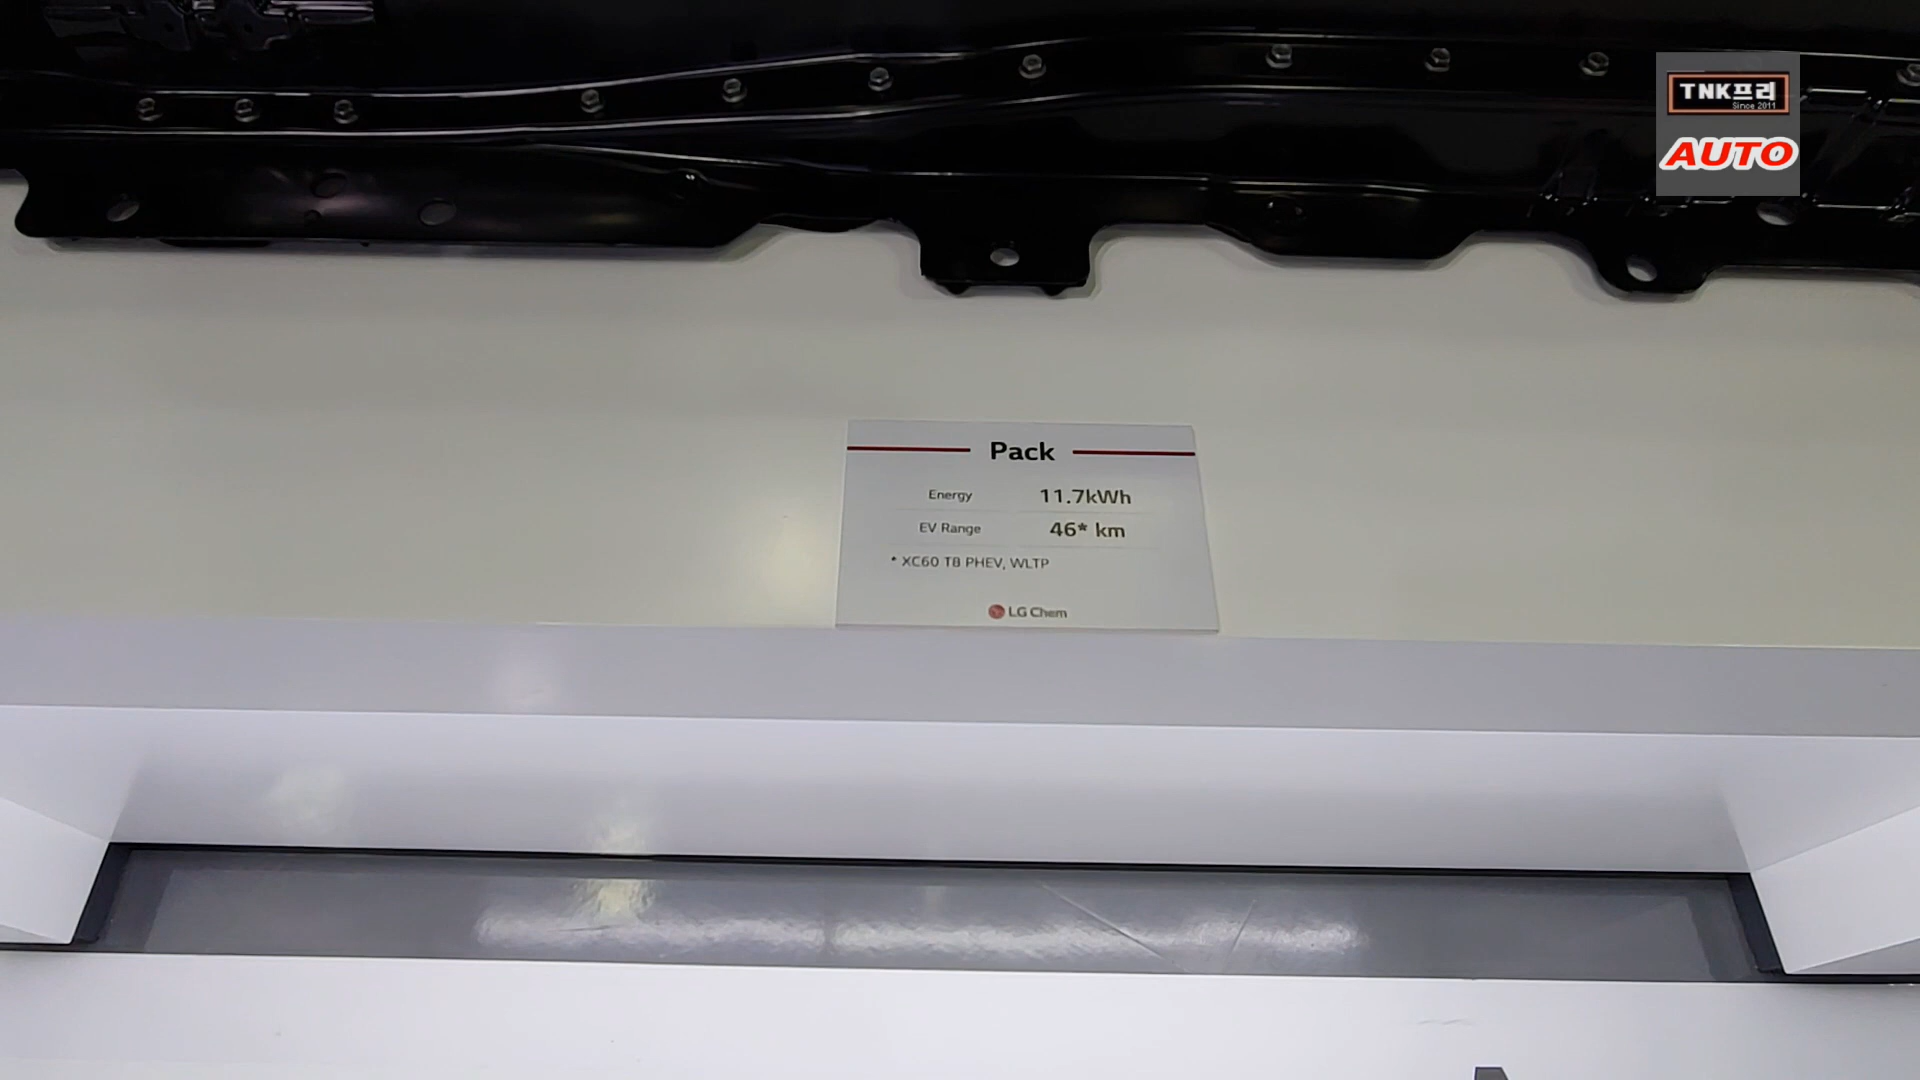 TNK프리
Since 2011
AUTO
Pack
Energy 11.7kWh
EV Range 46* km
* XC60 T8 PHEV, WLTP
LG Chem